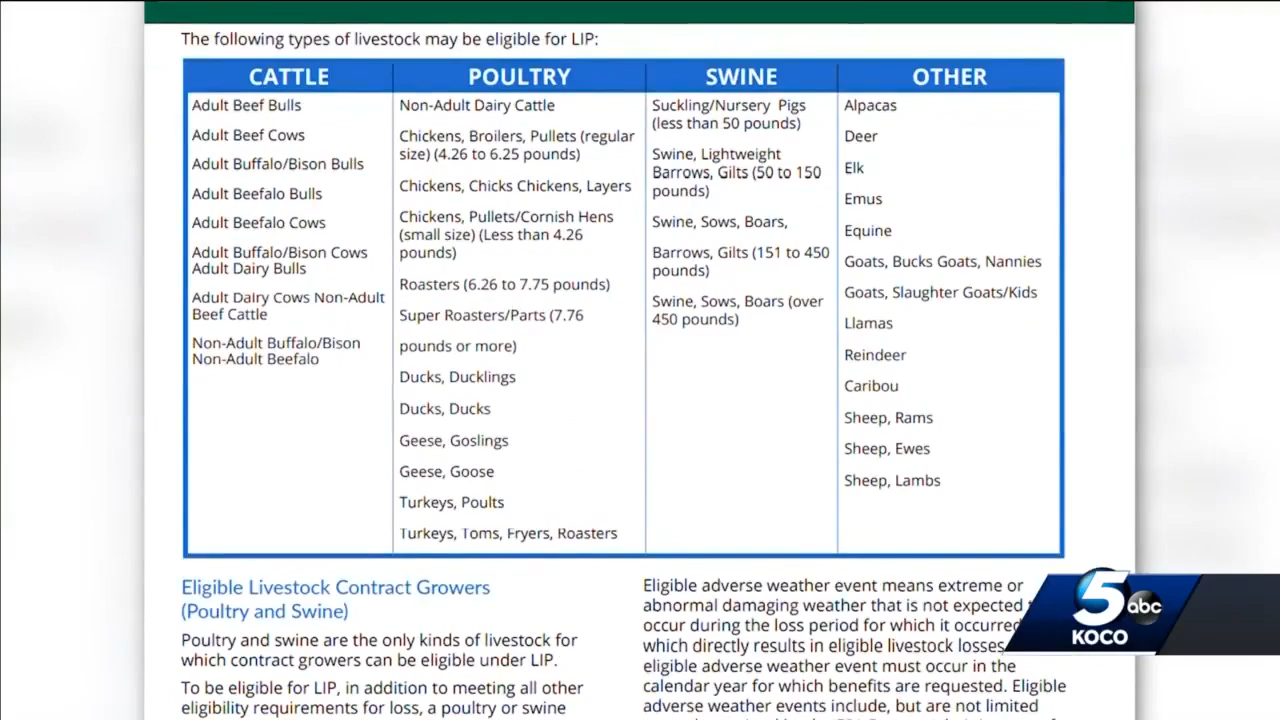 The following types of livestock may be eligible for LIP:
CATTLE
Adult Beef Bulls
Adult Beef Cows
Adult Buffalo/Bison Bulls
Adult Beefalo Bulls
Adult Beefalo Cows
Adult Buffalo/Bison Cows
Adult Dairy Bulls
Adult Dairy Cows Non-Adult
Beef Cattle
Non-Adult Buffalo/Bison
Non-Adult Beefalo
POULTRY
Non-Adult Dairy Cattle
Chickens, Broilers, Pullets (regular
size) (4.26 to 6.25 pounds)
Chickens, Chicks Chickens, Layers
Chickens, Pullets/Cornish Hens
(small size) (Less than 4.26
pounds)
Roasters (6.26 to 7.75 pounds)
Super Roasters/Parts (7.76
pounds or more)
Ducks, Ducklings
Ducks, Ducks
Geese, Goslings
Geese, Goose
Turkeys, Poults
Turkeys, Toms, Fryers, Roasters
SWINE
Suckling/Nursery Pigs
(less than 50 pounds)
Swine, Lightweight
Barrows, Gilts (50 to 150
pounds)
Swine, Sows, Boars,
Barrows, Gilts (151 to 450
pounds)
Swine, Sows, Boars (over
450 pounds)
OTHER
Alpacas
Deer
Elk
Emus
Equine
Goats, Bucks Goats, Nannies
Goats, Slaughter Goats/Kids
Llamas
Reindeer
Caribou
Sheep, Rams
Sheep, Ewes
Sheep, Lambs
Eligible Livestock Contract Growers
(Poultry and Swine)
Poultry and swine are the only kinds of livestock for
which contract growers can be eligible under LIP.
To be eligible for LIP, in addition to meeting all other
eligibility requirements for loss, a poultry or swine
Eligible adverse weather event means extreme or
abnormal damaging weather that is not expected
occur during the loss period for which it occurred
which directly results in eligible livestock losses
eligible adverse weather event must occur in the
calendar year for which benefits are requested. Eligible
adverse weather events include, but are not limited
5 abc
KOCO